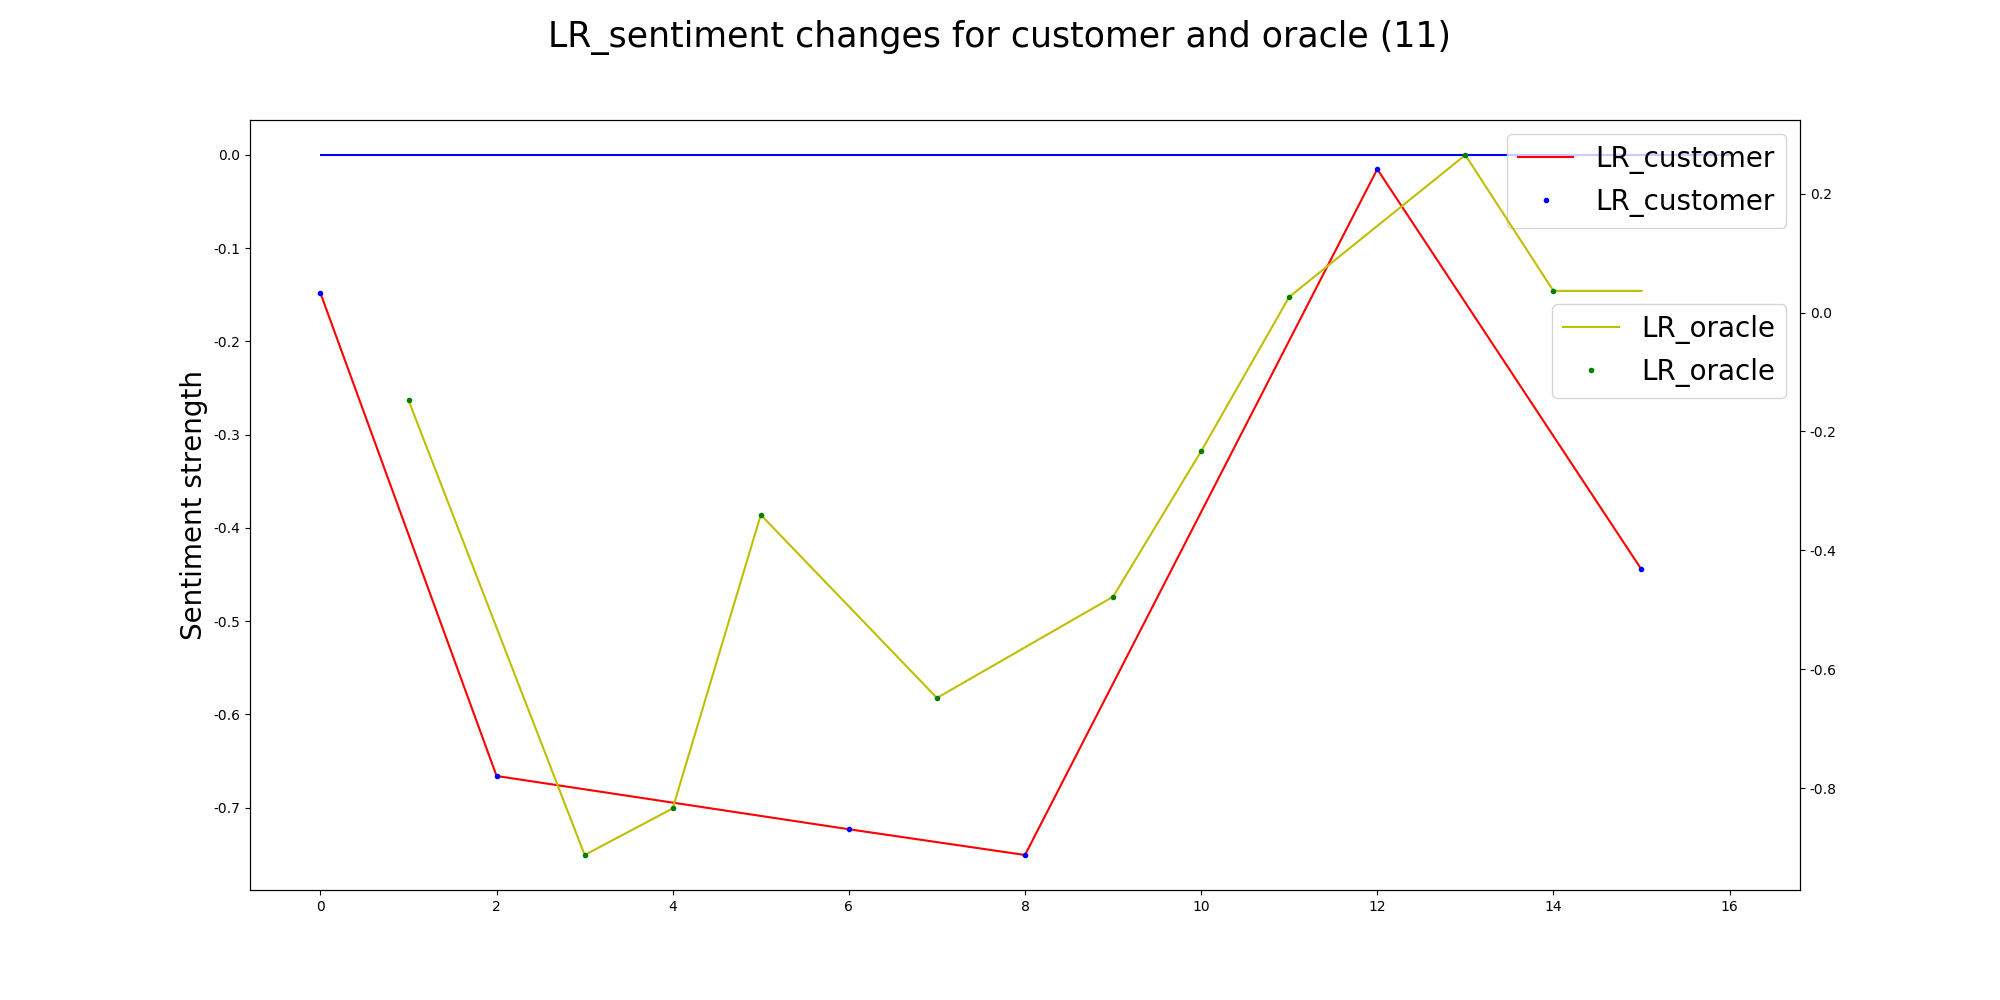 LR_sentiment changes for customer and oracle (11)
Sentiment strength
0.0
-0.1
-0.2
-0.3
-0.4
-0.5
-0.6
-0.7
LR_customer
LR_customer
LR_oracle
LR_oracle
0.2
0.0
-0.2
-0.4
-0.6
-0.8
0 2 4 6 8 10 12 14 16